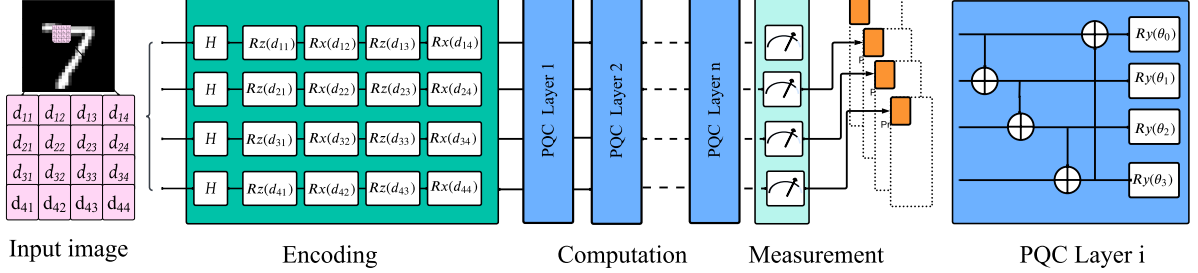 d11 d12 d13 d14
d21 d22 d23 d24
d31 d32 d33 d34
d41 d42 d43 d44
Input image
H Rz(d11) Rx(d12) Rz(d13) Rx(d14)
H Rz(d21) Rx(d22) Rz(d23) Rx(d24)
H Rz(d31) Rx(d32) Rz(d33) Rx(d34)
H Rz(d41) Rx(d42) Rz(d43) Rx(d44)
Encoding
PQC Layer 1
PQC Layer 2
PQC Layer n
Computation
Measurement
Ry(θ0)
Ry(θ1)
Ry(θ2)
Ry(θ3)
PQC Layer i